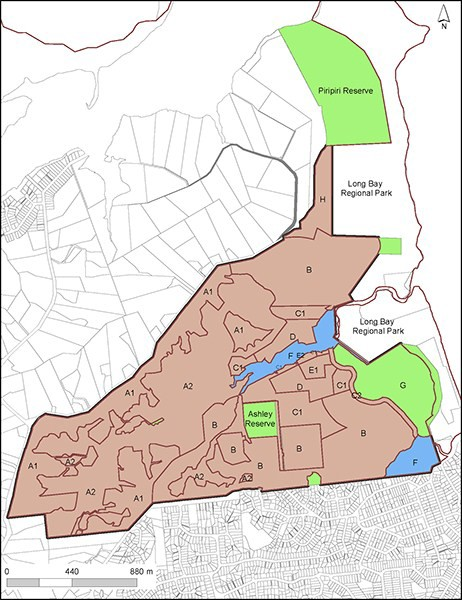 N
Piripiri Reserve
Long Bay
Regional Park
H
B
A1
C1
Long Bay
Regional Park
A1
D
F
E2
C1
E1
A2
D
C1
G
A1
C2
Ashley
Reserve
C1
B
B
B
A1
A2
B
B
F
A2
A2
A2
A1
0
440
880 m